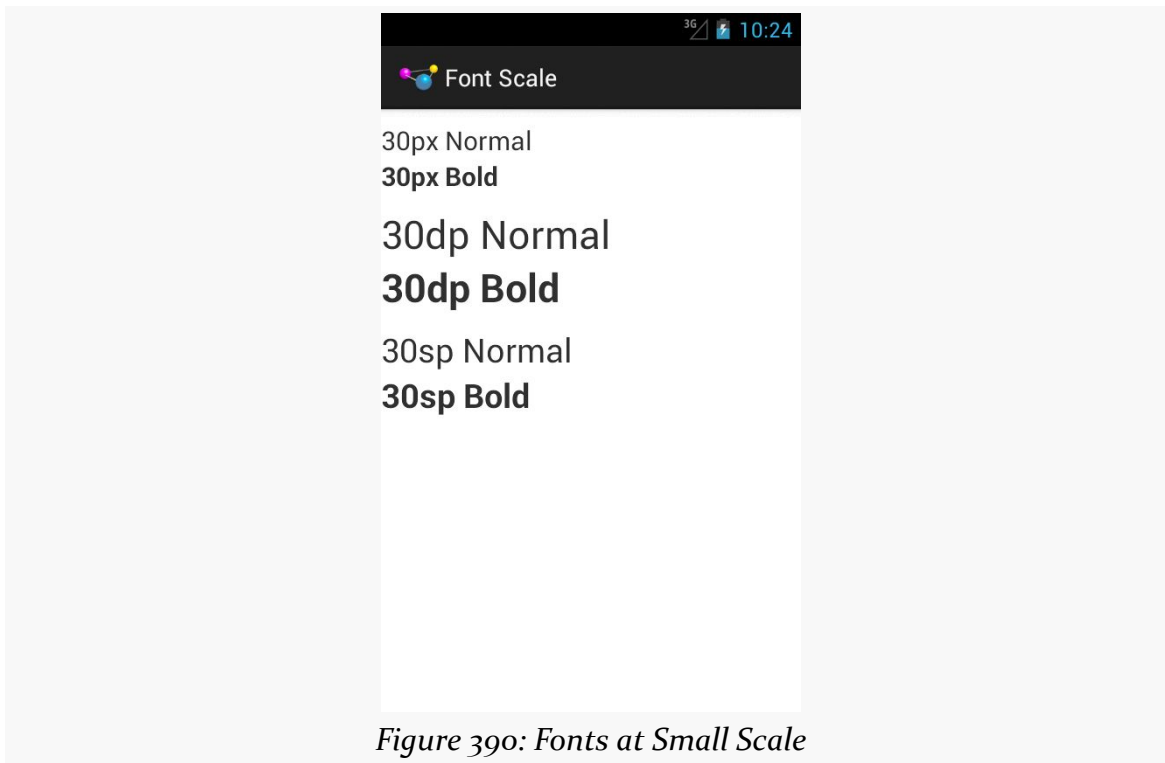 3G 10:24
Font Scale
30px Normal
30px Bold
30dp Normal
30dp Bold
30sp Normal
30sp Bold
Figure 390: Fonts at Small Scale